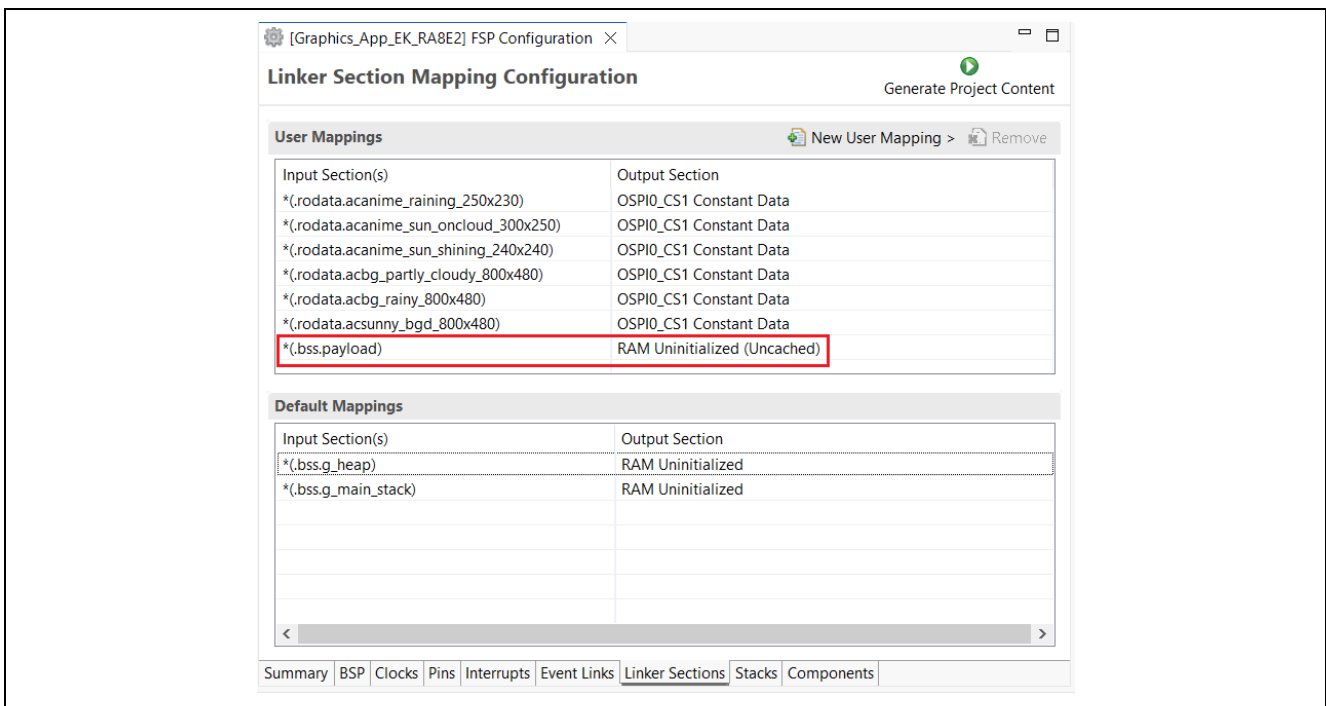 [Graphics_App_EK_RA8E2] FSP Configuration
Linker Section Mapping Configuration
Generate Project Content
User Mappings New User Mapping > Remove
Input Section(s) Output Section
*(.rodata.acanime_raining_250x230) OSPI0_CS1 Constant Data
*(.rodata.acanime_sun_oncloud_300x250) OSPI0_CS1 Constant Data
*(.rodata.acanime_sun_shining_240x240) OSPI0_CS1 Constant Data
*(.rodata.acbg_partly_cloudy_800x480) OSPI0_CS1 Constant Data
*(.rodata.acbg_rainy_800x480) OSPI0_CS1 Constant Data
*(.rodata.acsunny_bgd_800x480) OSPI0_CS1 Constant Data
*(.bss.payload) RAM Uninitialized (Uncached)
Default Mappings
Input Section(s) Output Section
*(.bss.g_heap) RAM Uninitialized
*(.bss.g_main_stack) RAM Uninitialized
Summary BSP Clocks Pins Interrupts Event Links Linker Sections Stacks Components